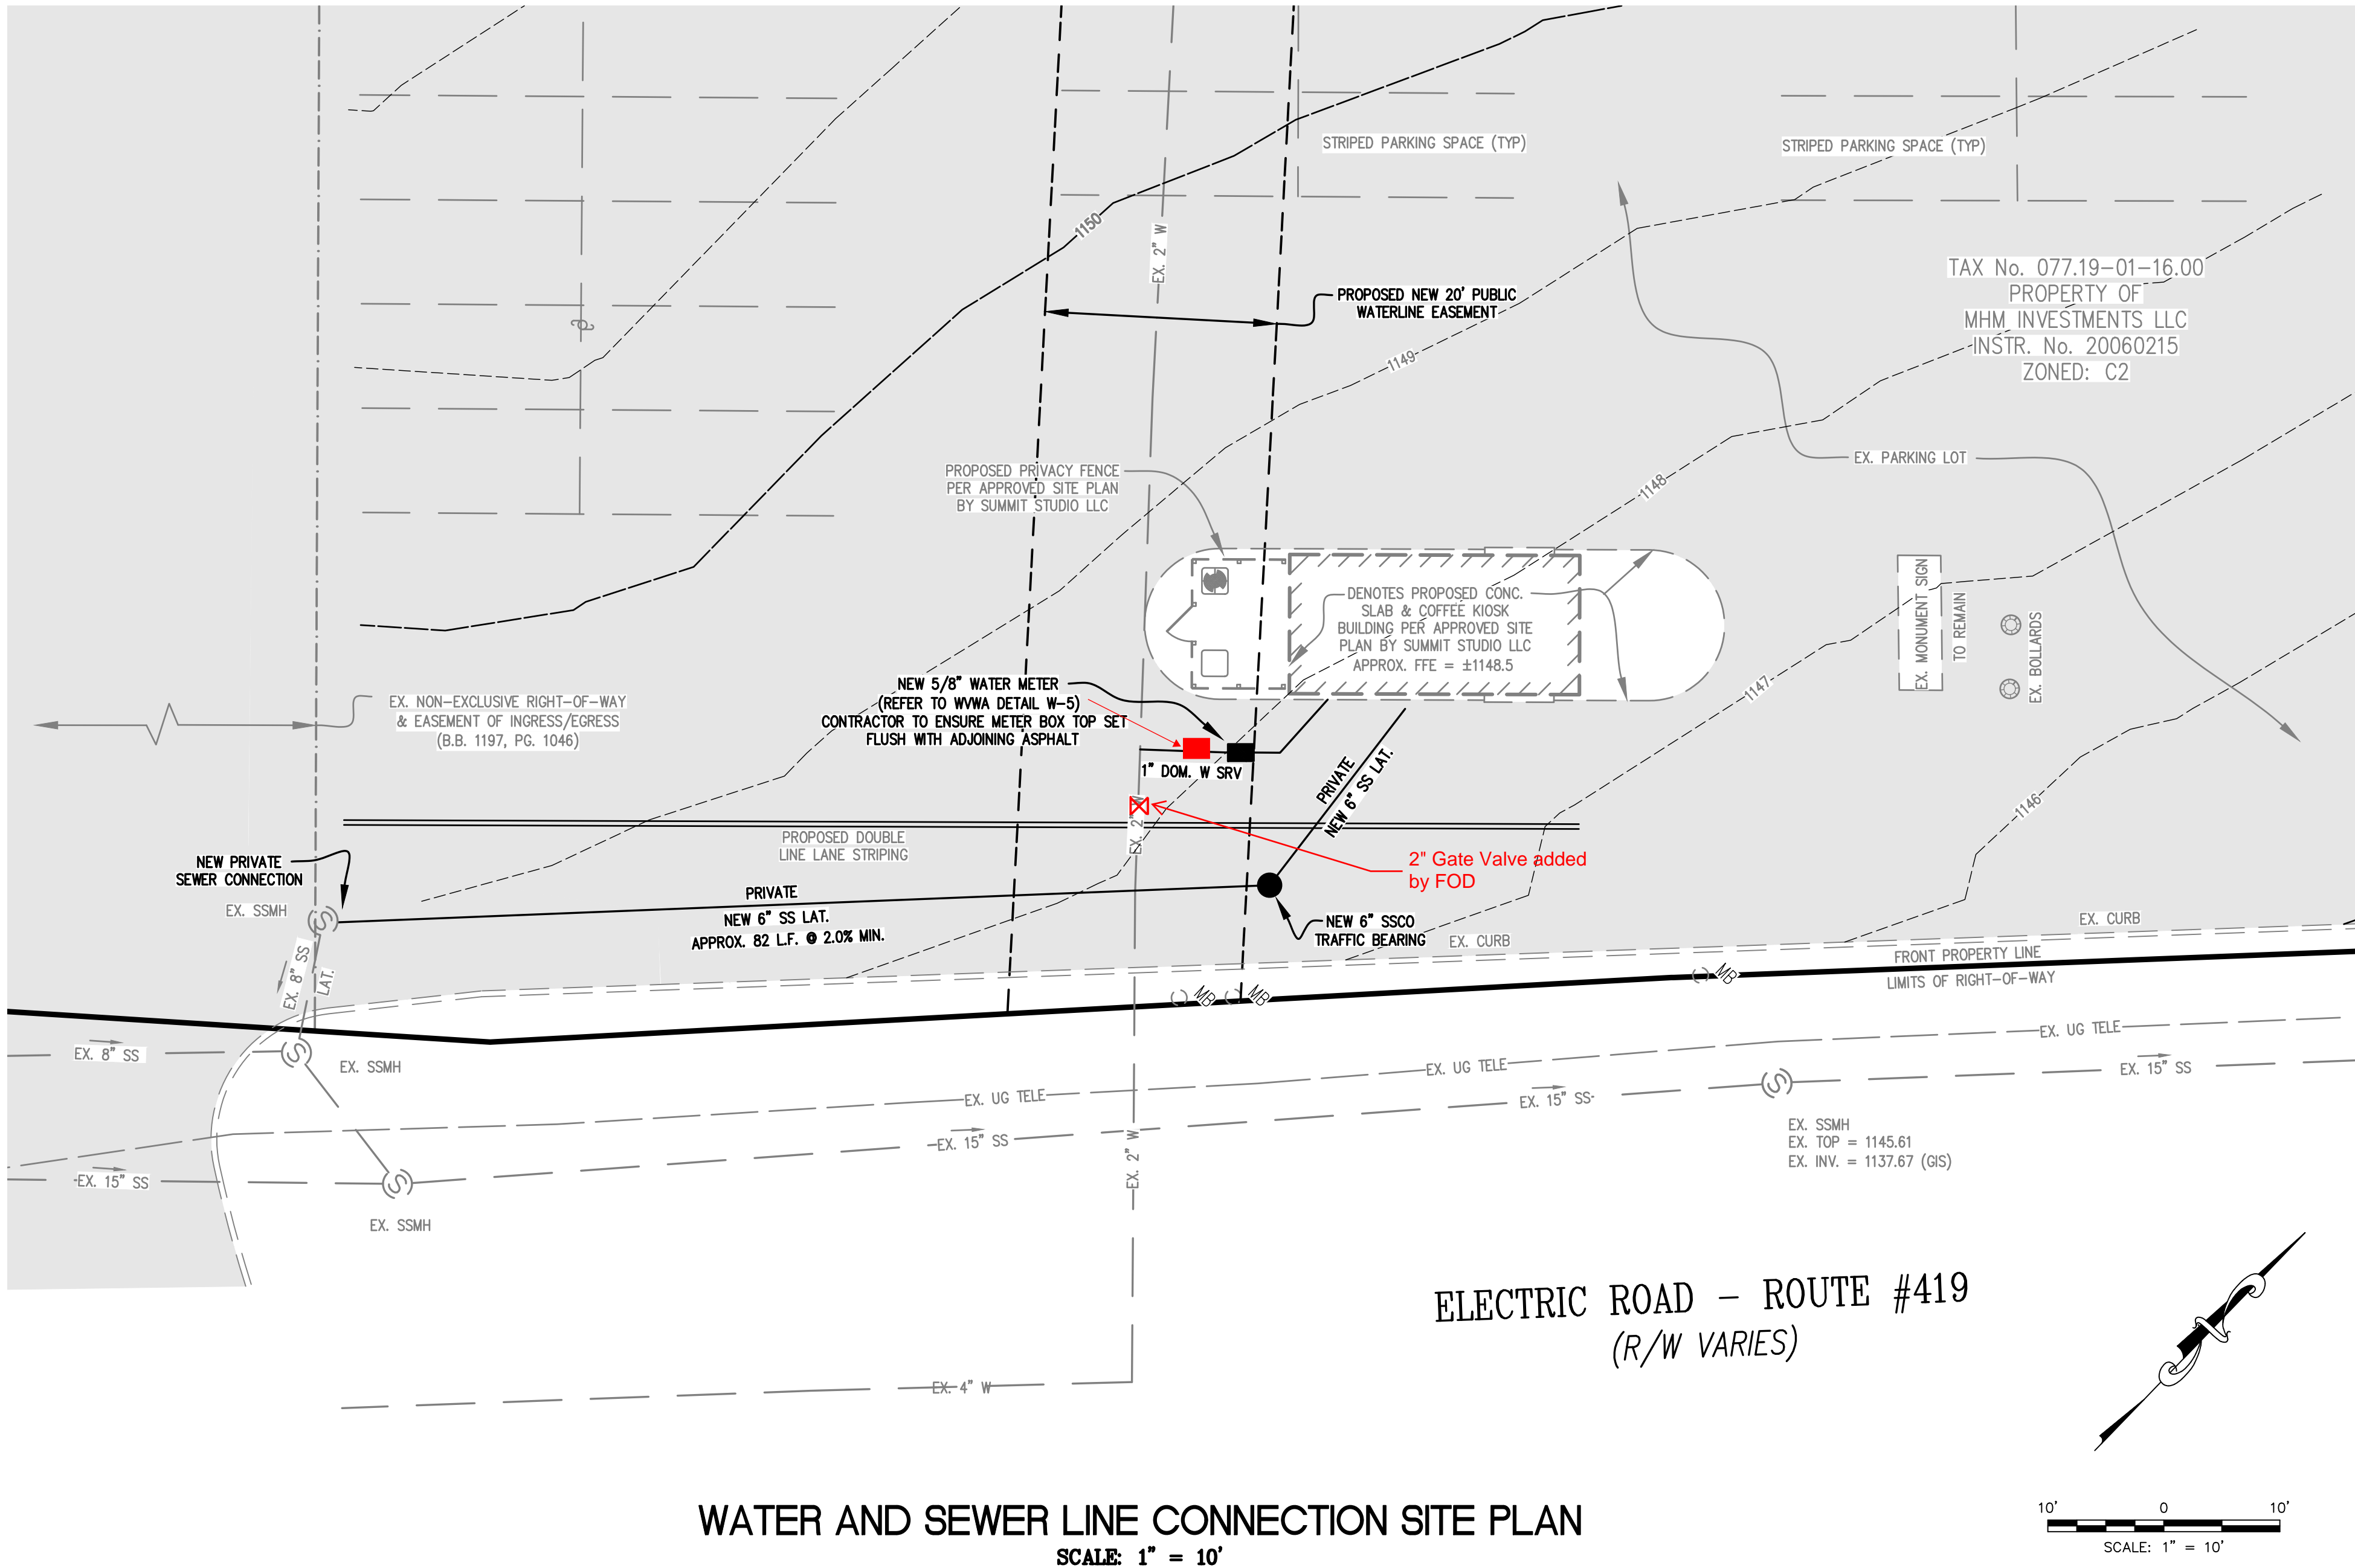 STRIPED PARKING SPACE (TYP)
STRIPED PARKING SPACE (TYP)
1150
EX. 2" W
TAX No. 077.19-01-16.00
PROPERTY OF
MHM INVESTMENTS LLC
INSTR. No. 20060215
ZONED: C2
PROPOSED NEW 20' PUBLIC
WATERLINE EASEMENT
1149
PROPOSED PRIVACY FENCE
PER APPROVED SITE PLAN
BY SUMMIT STUDIO LLC
EX. PARKING LOT
1148
DENOTES PROPOSED CONC.
SLAB & COFFEE KIOSK
BUILDING PER APPROVED SITE
PLAN BY SUMMIT STUDIO LLC
APPROX. FFE = ±1148.5
EX. MONUMENT SIGN
TO REMAIN
EX. BOLLARDS
1147
EX. NON-EXCLUSIVE RIGHT-OF-WAY
& EASEMENT OF INGRESS/EGRESS
(B.B. 1197, PG. 1046)
NEW 5/8" WATER METER
(REFER TO WVWA DETAIL W-5)
CONTRACTOR TO ENSURE METER BOX TOP SET
FLUSH WITH ADJOINING ASPHALT
1" DOM. W SRV
PRIVATE
NEW 6" SS LAT.
1146
EX. 2" W
PROPOSED DOUBLE
LINE LANE STRIPING
2" Gate Valve added
by FOD
NEW PRIVATE
SEWER CONNECTION
EX. SSMH
(S)
PRIVATE
NEW 6" SS LAT.
APPROX. 82 L.F. @ 2.0% MIN.
NEW 6" SSCO
TRAFFIC BEARING
EX. CURB
EX. CURB
FRONT PROPERTY LINE
LIMITS OF RIGHT-OF-WAY
EX. 8" SS
LAT.
MB
MB
MB
EX. 8" SS
(S)
EX. SSMH
EX. UG TELE
EX. UG TELE
EX. UG TELE
EX. 15" SS
EX. 15" SS
EX. 15" SS
EX. 15" SS
(S)
(S)
EX. SSMH
EX. 2" W
EX. SSMH
EX. TOP = 1145.61
EX. INV. = 1137.67 (GIS)
EX. 4" W
ELECTRIC ROAD - ROUTE #419
(R/W VARIES)
WATER AND SEWER LINE CONNECTION SITE PLAN
SCALE: 1" = 10'
10' 0 10'
SCALE: 1" = 10'